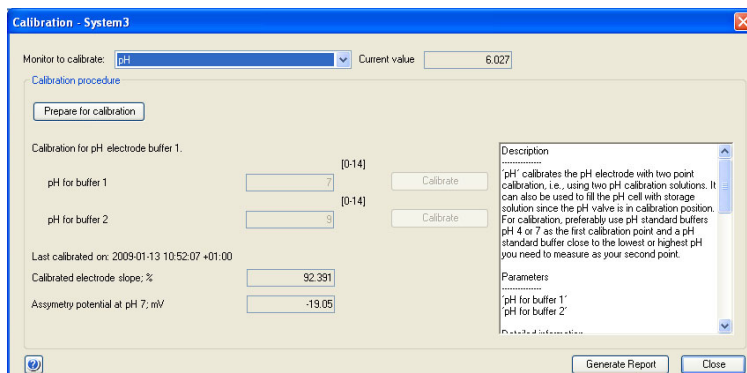 Calibration - System3
Monitor to calibrate: pH Current value 6.027
Calibration procedure
Prepare for calibration
Calibration for pH electrode buffer 1.
[0-14]
pH for buffer 1 7 Calibrate
[0-14]
pH for buffer 2 9 Calibrate
Last calibrated on: 2009-01-13 10:52:07 +01:00
Calibrated electrode slope; % 92.391
Assymetry potential at pH 7; mV -19.05
Description
---------------
'pH' calibrates the pH electrode with two point
calibration, i.e., using two pH calibration solutions. It
can also be used to fill the pH cell with storage
solution since the pH valve is in calibration position.
For calibration, preferably use pH standard buffers
pH 4 or 7 as the first calibration point and a pH
standard buffer close to the lowest or highest pH
you need to measure as your second point.
Parameters
---------------
'pH for buffer 1'
'pH for buffer 2'
Detailed information
Generate Report Close